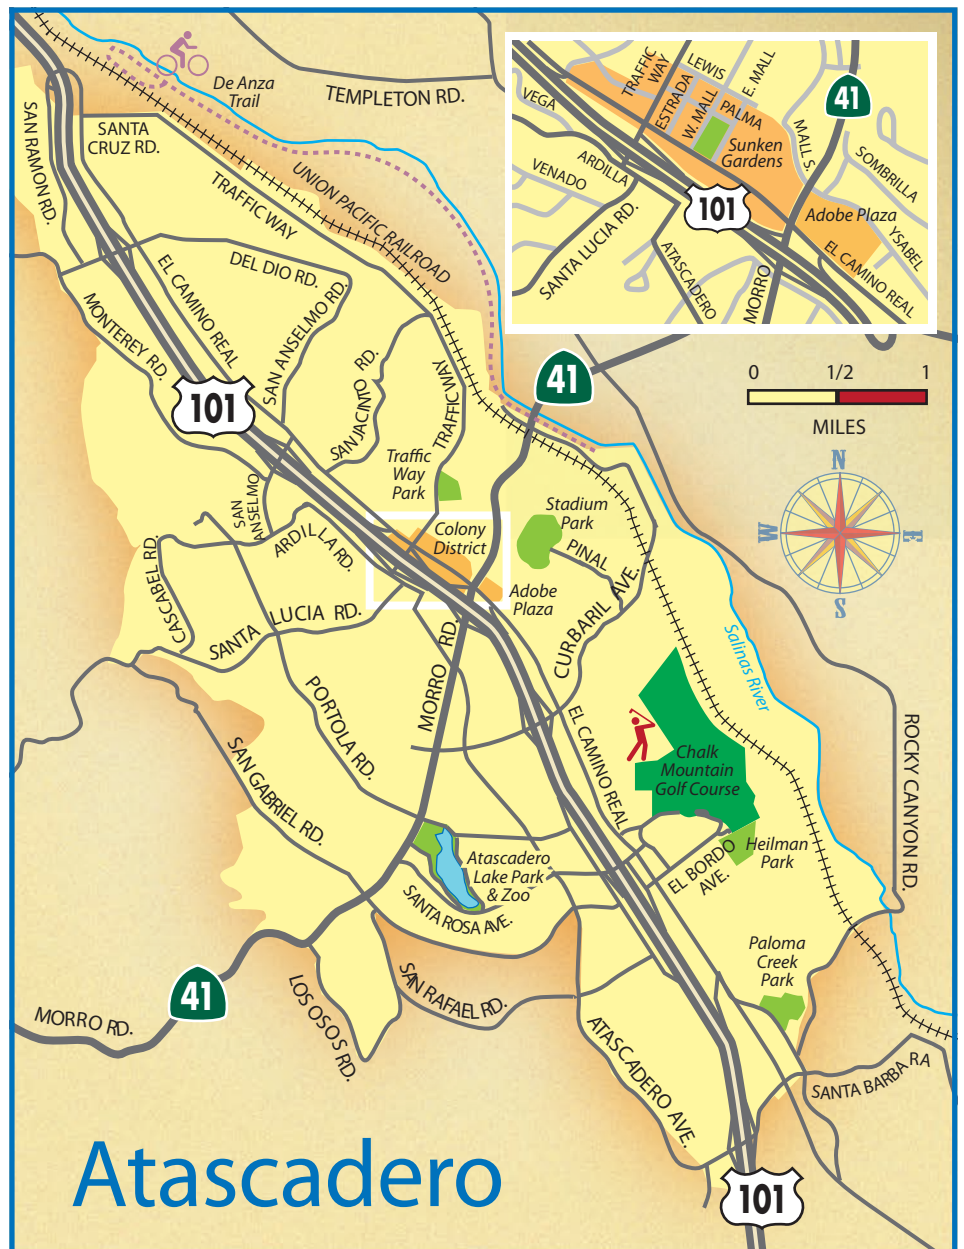 De Anza
Trail
TEMPLETON RD.
SAN RAMON RD.
SANTA
CRUZ RD.
TRAFFIC WAY
UNION PACIFIC RAILROAD
DEL DIO RD.
EL CAMINO REAL
SAN ANSELMO RD.
MONTEREY RD.
101
SAN JACINTO RD.
TRAFFIC WAY
41
Traffic
Way
Park
SAN
ANSELMO
ARDILLA RD.
Colony
District
Stadium
Park
PINAL
Adobe
Plaza
CURBARIL AVE.
CASCABEL RD.
SANTA LUCIA RD.
MORRO RD.
PORTOLA RD.
SAN GABRIEL RD.
EL CAMINO REAL
Salinas River
Chalk
Mountain
Golf Course
ROCKY CANYON RD.
Heilman
Park
EL BORDO
AVE.
Atascadero
Lake Park
& Zoo
SANTA ROSA AVE.
Paloma
Creek
Park
SAN RAFAEL RD.
LOS OSOS RD.
41
MORRO RD.
ATASCADERO AVE.
SANTA BARBARA RA
101
Atascadero
TRAFFIC
WAY
LEWIS
E. MALL
ESTRADA
W. MALL
PALMA
41
VEGA
Sunken
Gardens
MALL S.
SOMBRILLA
ARDILLA
VENADO
101
Adobe Plaza
YSABEL
SANTA LUCIA RD.
ATASCADERO
MORRO
EL CAMINO REAL
0 1/2 1
MILES
N
W E
S